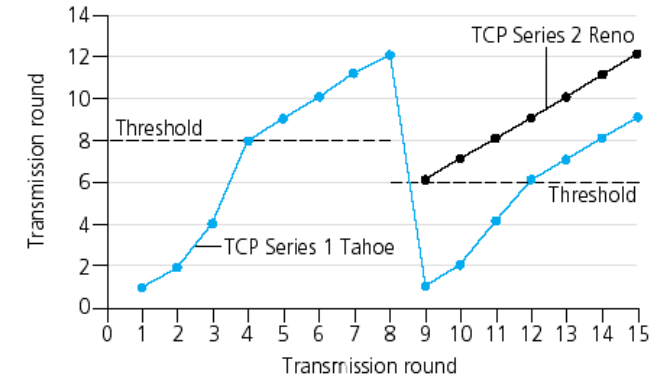 14
12
10
8
6
4
2
0
Transmission round
TCP Series 2 Reno
Threshold
Threshold
TCP Series 1 Tahoe
0 1 2 3 4 5 6 7 8 9 10 11 12 13 14 15
Transmission round